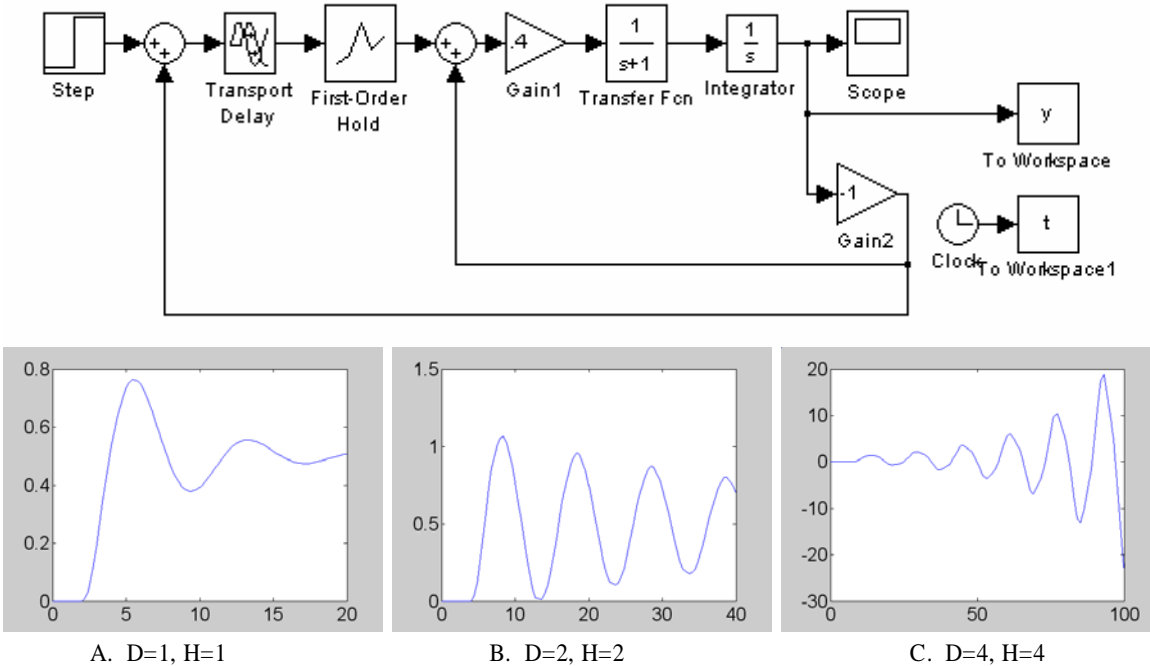 + +
+ +
.4
1
s+1
1
s
Step
Transport
Delay
First-Order
Hold
Gain1
Transfer Fcn
Integrator
Scope
y
To Workspace
-1
Gain2
t
Clock
To Workspace1
0.8
0.6
0.4
0.2
0
0 5 10 15 20
1.5
1
0.5
0
0 10 20 30 40
20
10
0
-10
-20
-30
0 50 100
A. D=1, H=1
B. D=2, H=2
C. D=4, H=4